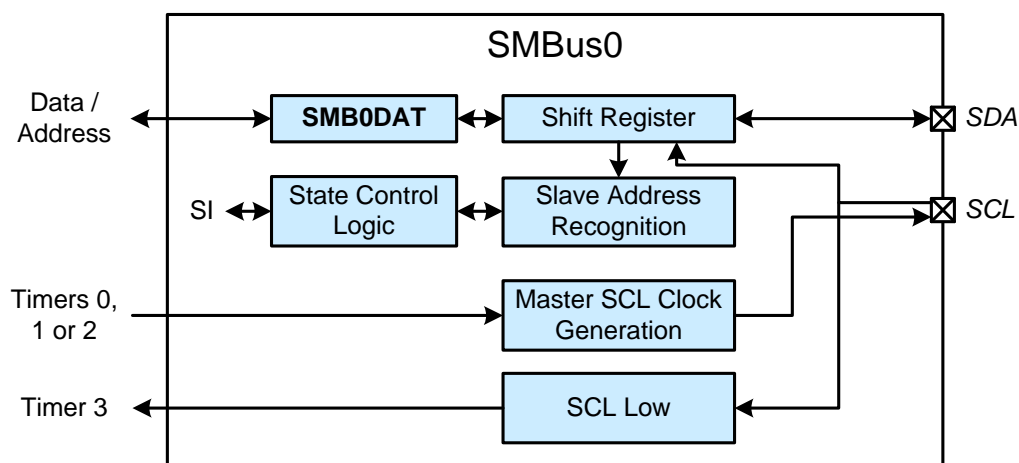 SMBus0
Data /
Address
SMB0DAT
Shift Register
SDA
SI
State Control
Logic
Slave Address
Recognition
SCL
Timers 0,
1 or 2
Master SCL Clock
Generation
Timer 3
SCL Low